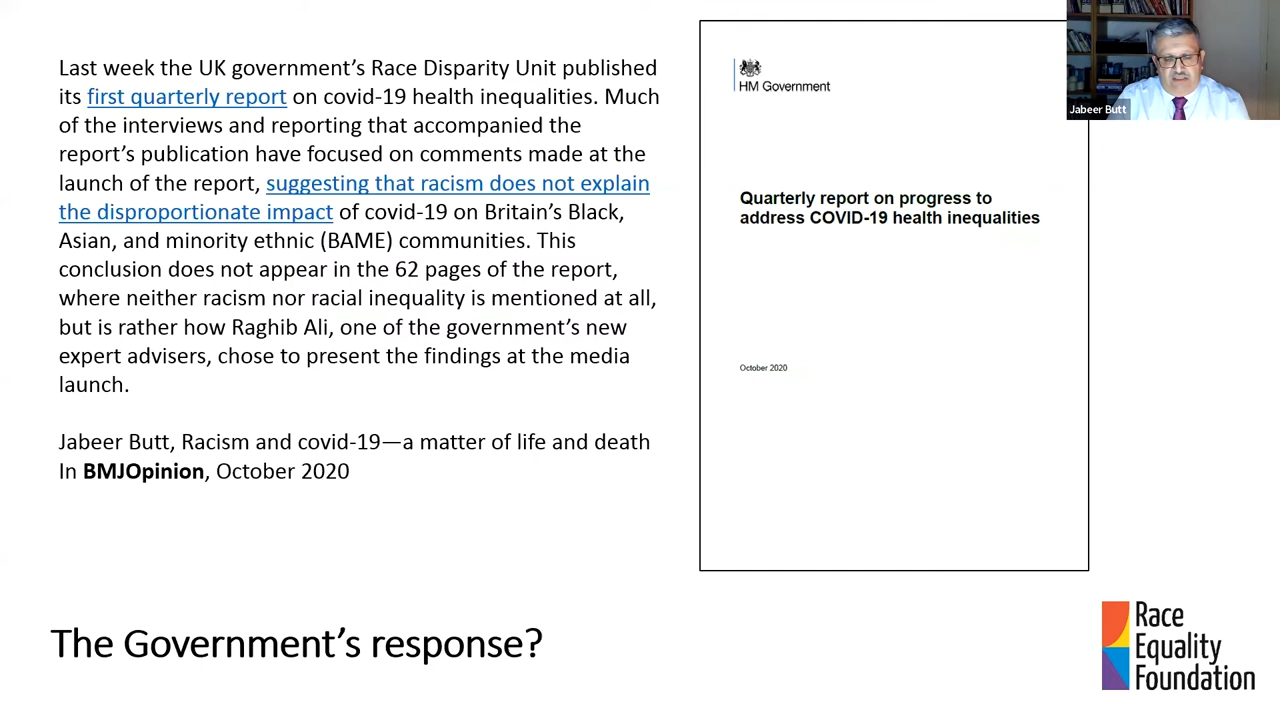 Last week the UK government's Race Disparity Unit published
its first quarterly report on covid-19 health inequalities. Much
of the interviews and reporting that accompanied the
report's publication have focused on comments made at the
launch of the report, suggesting that racism does not explain
the disproportionate impact of covid-19 on Britain's Black,
Asian, and minority ethnic (BAME) communities. This
conclusion does not appear in the 62 pages of the report,
where neither racism nor racial inequality is mentioned at all,
but is rather how Raghib Ali, one of the government's new
expert advisers, chose to present the findings at the media
launch.
Jabeer Butt, Racism and covid-19—a matter of life and death
In BMJOpinion, October 2020
HM Government
Quarterly report on progress to
address COVID-19 health inequalities
October 2020
Jabeer Butt
The Government's response?
Race
Equality
Foundation